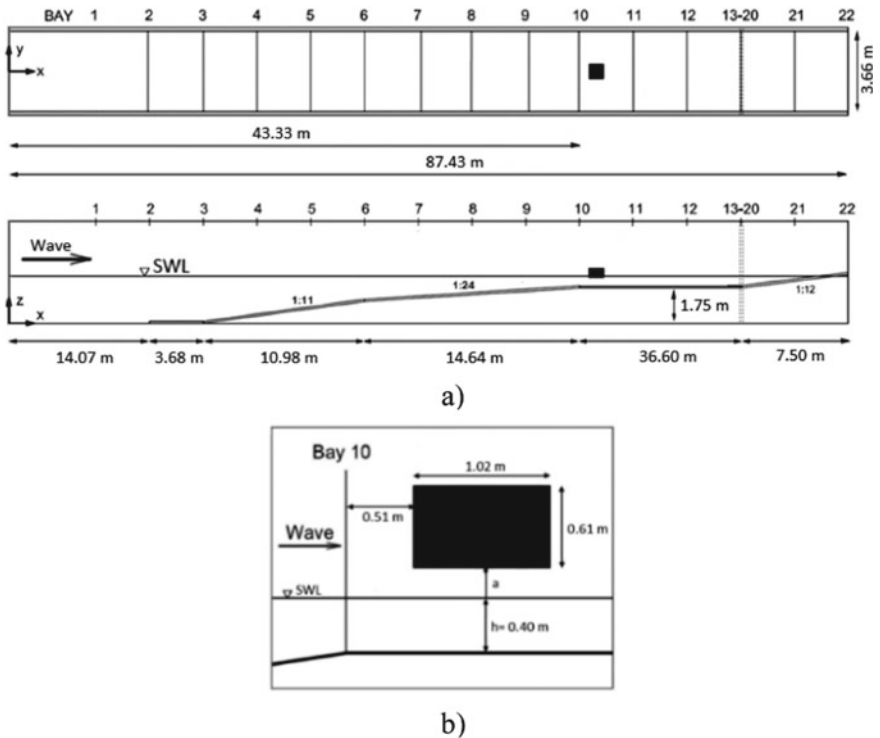 BAY 1 2 3 4 5 6 7 8 9 10 11 12 13-20 21 22
y
x
3.66 m
43.33 m
87.43 m
1 2 3 4 5 6 7 8 9 10 11 12 13-20 21 22
Wave
SWL
z
x
1:11
1:24
1:12
1.75 m
14.07 m 3.68 m 10.98 m 14.64 m 36.60 m 7.50 m
a)
Bay 10
1.02 m
0.51 m
0.61 m
Wave
a
SWL
h= 0.40 m
b)